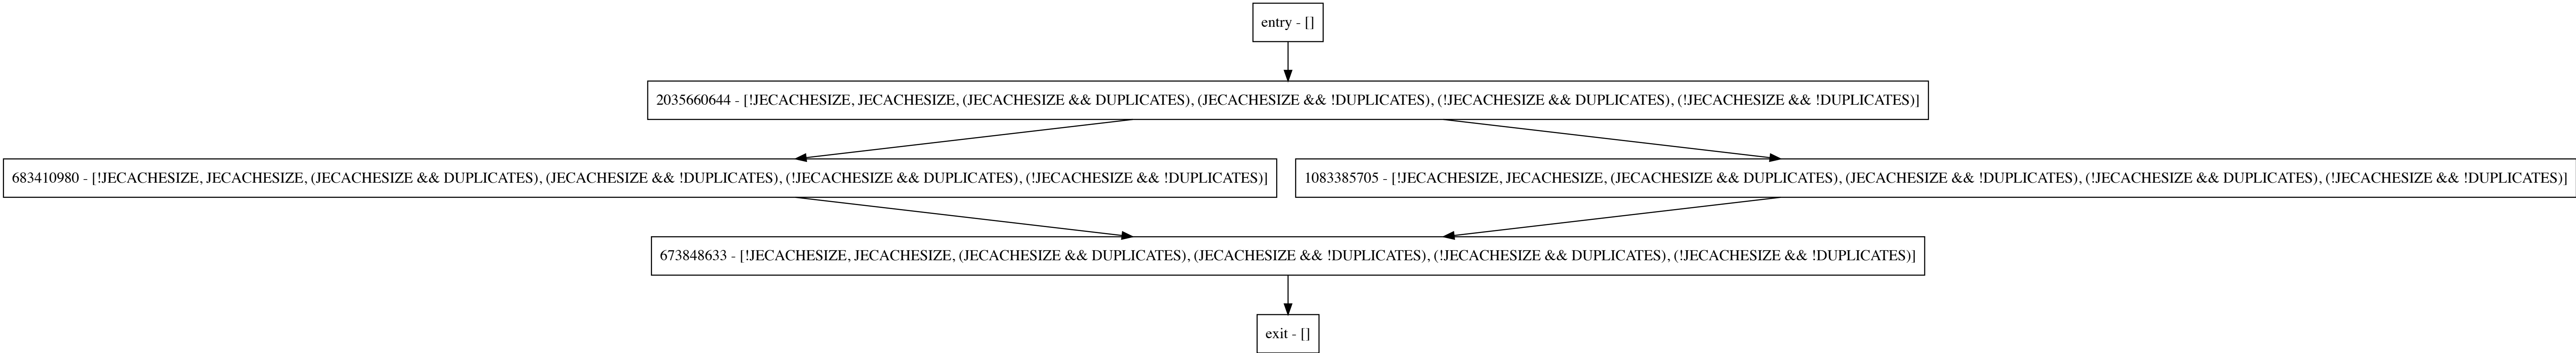 entry - []
2035660644 - [!JECACHESIZE, JECACHESIZE, (JECACHESIZE && DUPLICATES), (JECACHESIZE && !DUPLICATES), (!JECACHESIZE && DUPLICATES), (!JECACHESIZE && !DUPLICATES)]
683410980 - [!JECACHESIZE, JECACHESIZE, (JECACHESIZE && DUPLICATES), (JECACHESIZE && !DUPLICATES), (!JECACHESIZE && DUPLICATES), (!JECACHESIZE && !DUPLICATES)]
1083385705 - [!JECACHESIZE, JECACHESIZE, (JECACHESIZE && DUPLICATES), (JECACHESIZE && !DUPLICATES), (!JECACHESIZE && DUPLICATES), (!JECACHESIZE && !DUPLICATES)]
673848633 - [!JECACHESIZE, JECACHESIZE, (JECACHESIZE && DUPLICATES), (JECACHESIZE && !DUPLICATES), (!JECACHESIZE && DUPLICATES), (!JECACHESIZE && !DUPLICATES)]
exit - []